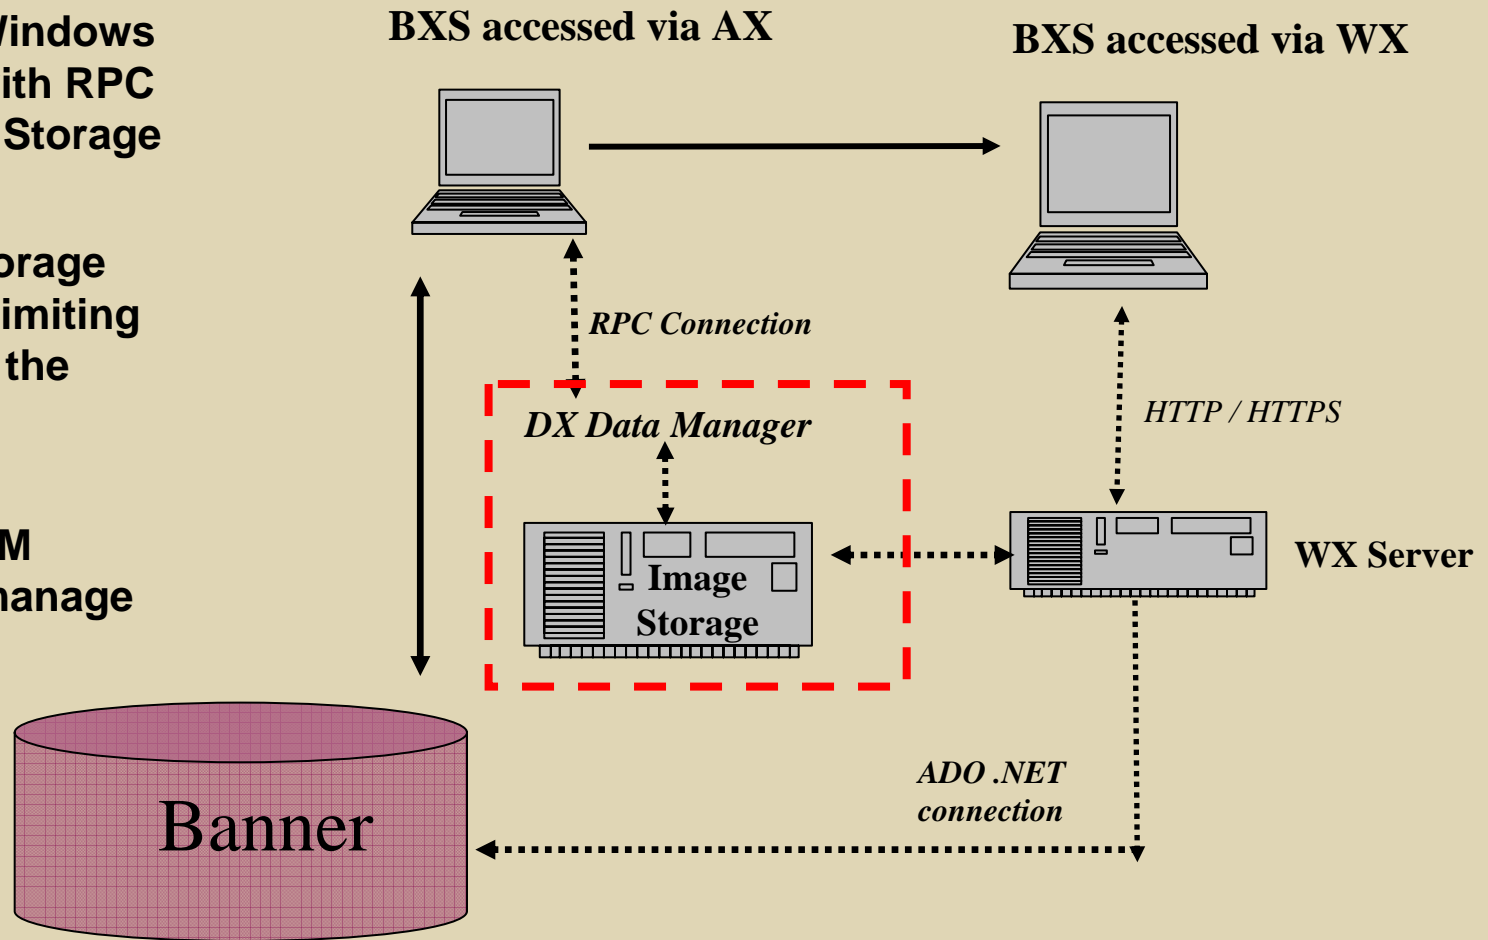 indows
ith RPC
Storage
orage
imiting
the
M
anage
BXS accessed via AX
BXS accessed via WX
RPC Connection
HTTP / HTTPS
DX Data Manager
Image
Storage
WX Server
ADO .NET
connection
Banner